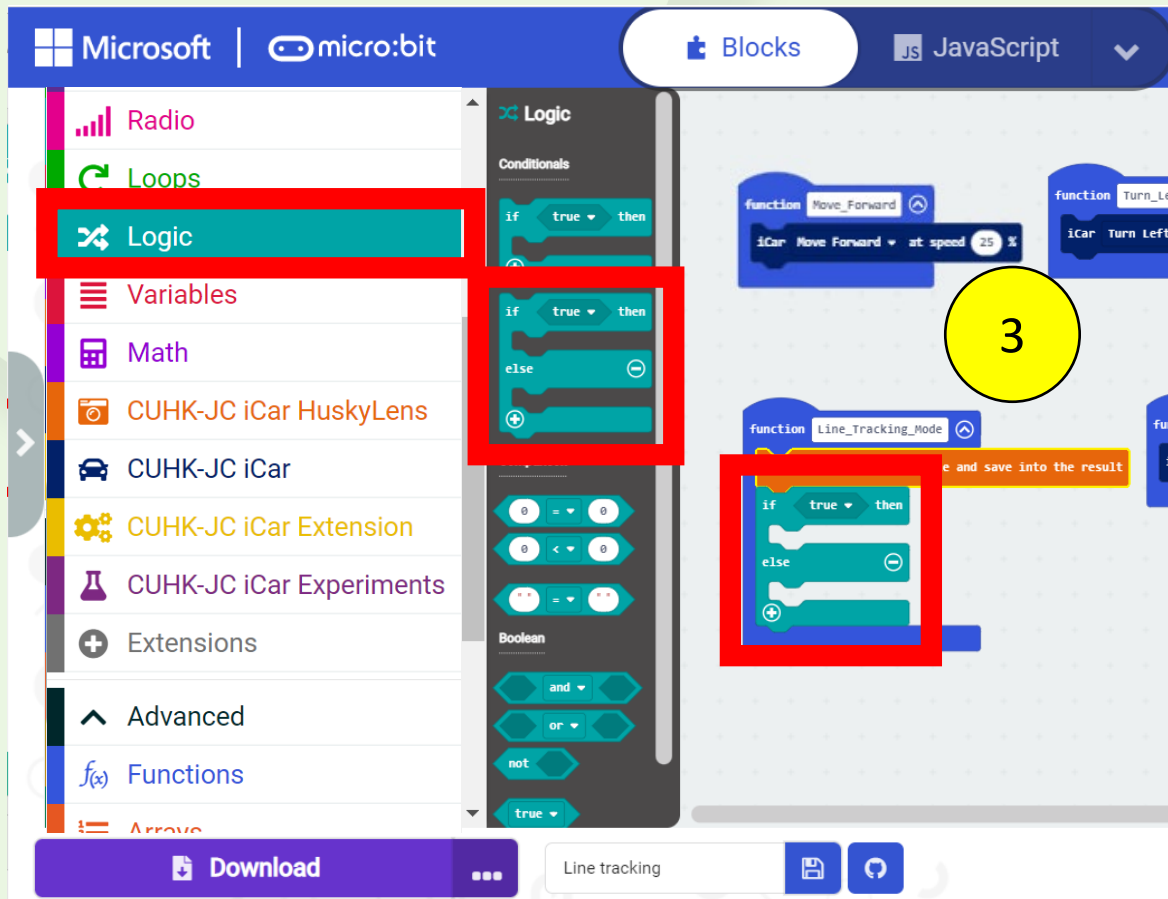 Microsoft | micro:bit
Blocks
JS JavaScript
Radio
Loops
Logic
Variables
Math
CUHK-JC iCar HuskyLens
CUHK-JC iCar
CUHK-JC iCar Extension
CUHK-JC iCar Experiments
Extensions
Advanced
f(x) Functions
Arrays
Logic
Conditionals
if true then
if true then
else
0 = 0
0 < 0
" " = " "
Boolean
and
or
not
true
function Move_Forward
iCar Move Forward at speed 25 %
function
iCar Turn Left
3
function Line_Tracking_Mode
e and save into the result
if true then
else
Download
Line tracking